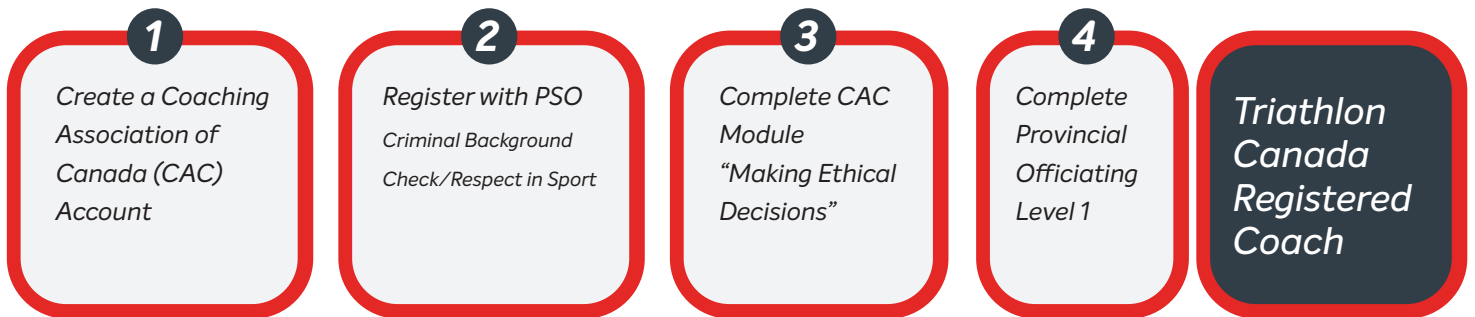 1
Create a Coaching
Association of
Canada (CAC)
Account
2
Register with PSO
Criminal Background
Check/Respect in Sport
3
Complete CAC
Module
“Making Ethical
Decisions”
4
Complete
Provincial
Officiating
Level 1
Triathlon
Canada
Registered
Coach